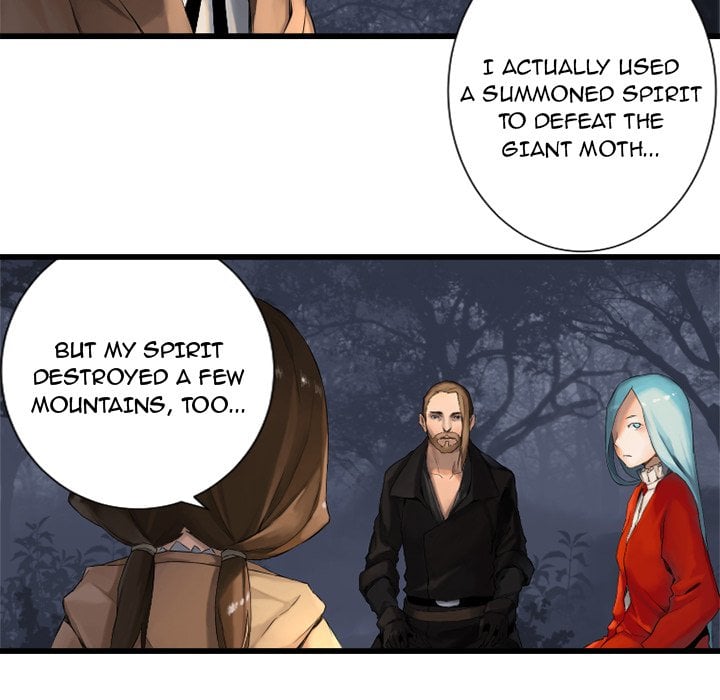 I ACTUALLY USED
A SUMMONED SPIRIT
TO DEFEAT THE
GIANT MOTH...
BUT MY SPIRIT
DESTROYED A FEW
MOUNTAINS, TOO...